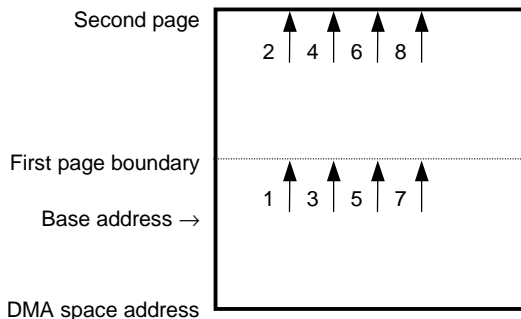 Second page
2 4 6 8
First page boundary
1 3 5 7
Base address →
DMA space address